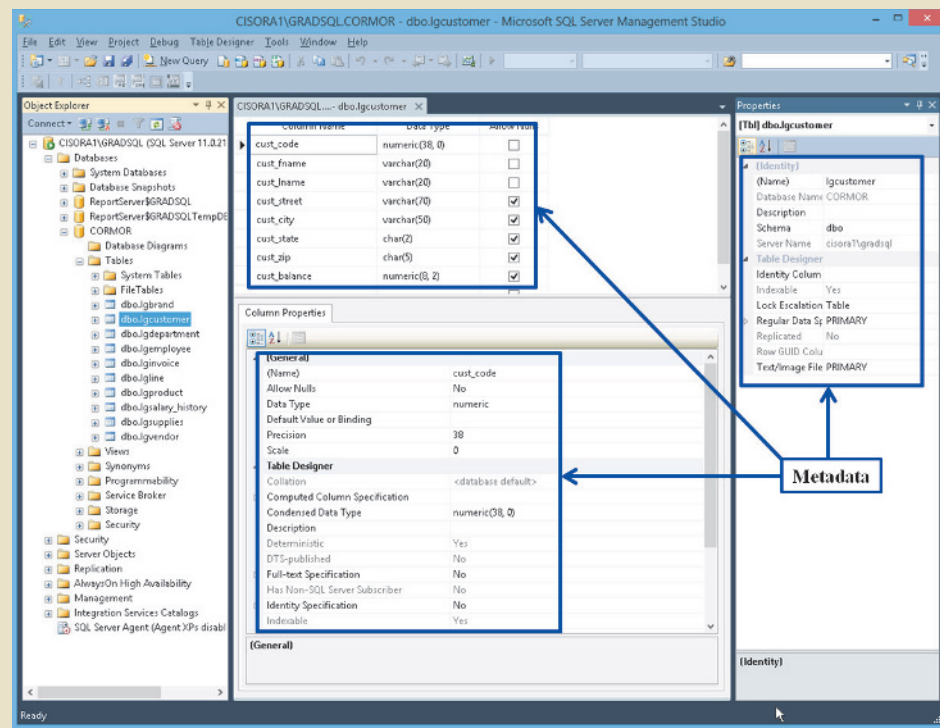 CISORA1\GRADSQL.CORMOR - dbo.lgcustomer - Microsoft SQL Server Management Studio
File Edit View Project Debug Table Designer Tools Window Help
New Query
Object Explorer
Connect
CISORA1\GRADSQL (SQL Server 11.0.21
Databases
System Databases
Database Snapshots
ReportServer$GRADSQL
ReportServer$GRADSQLTempDE
CORMOR
Database Diagrams
Tables
System Tables
FileTables
dbo.lgbrand
dbo.lgcustomer
dbo.lgdepartment
dbo.lgemployee
dbo.lginvoice
dbo.lgline
dbo.lgproduct
dbo.lgsalary_history
dbo.lgsupplies
dbo.lgvendor
Views
Synonyms
Programmability
Service Broker
Storage
Security
Security
Server Objects
Replication
AlwaysOn High Availability
Management
Integration Services Catalogs
SQL Server Agent (Agent XPs disabl
CISORA1\GRADSQL....- dbo.lgcustomer
Column Name Data Type Allow Nulls
cust_code numeric(38, 0)
cust_fname varchar(20)
cust_lname varchar(20)
cust_street varchar(70)
cust_city varchar(50)
cust_state char(2)
cust_zip char(5)
cust_balance numeric(8, 2)
Column Properties
(General)
(Name) cust_code
Allow Nulls No
Data Type numeric
Default Value or Binding
Precision 38
Scale 0
Table Designer
Collation <database default>
Computed Column Specification
Condensed Data Type numeric(38, 0)
Description
Deterministic Yes
DTS-published No
Full-text Specification No
Has Non-SQL Server Subscriber No
Identity Specification No
Indexable Yes
(General)
Properties
[Tbl] dbo.lgcustomer
(Identity)
(Name) lgcustomer
Database Name CORMOR
Description
Schema dbo
Server Name cisora1\gradsql
Table Designer
Identity Colum
Indexable Yes
Lock Escalation Table
Regular Data Sp PRIMARY
Replicated No
Row GUID Colu
Text/Image File PRIMARY
Metadata
(Identity)
Ready